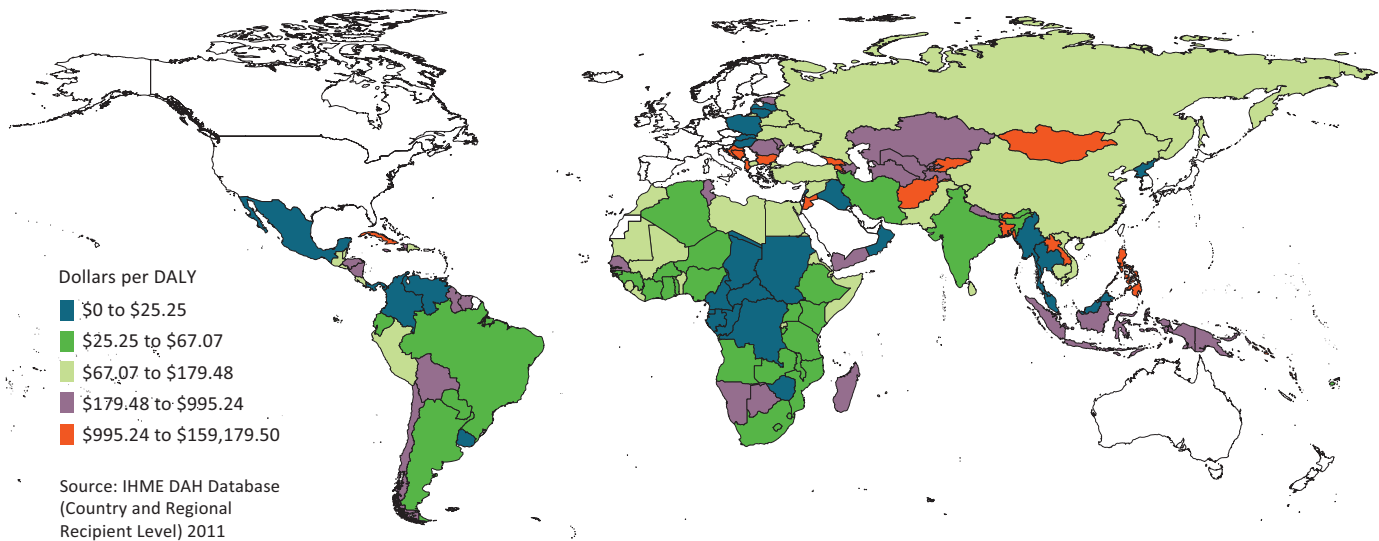 Dollars per DALY
$0 to $25.25
$25.25 to $67.07
$67.07 to $179.48
$179.48 to $995.24
$995.24 to $159,179.50
Source: IHME DAH Database
(Country and Regional
Recipient Level) 2011